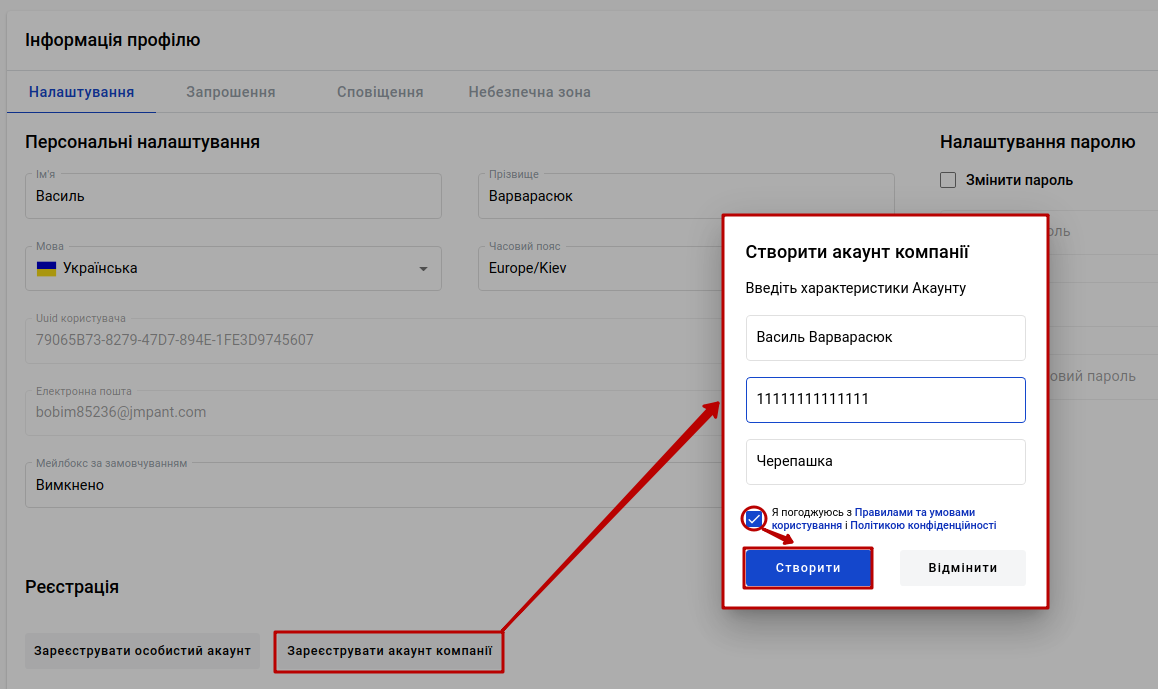 Інформація профілю
Налаштування Запрошення Сповіщення Небезпечна зона
Персональні налаштування
Ім'я
Василь
Прізвище
Варварасюк
Мова
Українська
Часовий пояс
Europe/Kiev
Uuid користувача
79065B73-8279-47D7-894E-1FE3D9745607
Електронна пошта
bobim85236@jmpant.com
Мейлбокс за замовчуванням
Вимкнено
Налаштування паролю
Змінити пароль
овий пароль
Реєстрація
Зареєструвати особистий акаунт
Зареєструвати акаунт компанії
Створити акаунт компанії
Введіть характеристики Акаунту
Василь Варварасюк
11111111111111
Черепашка
Я погоджуюсь з Правилами та умовами
користування і Політикою конфіденційності
Створити Відмінити